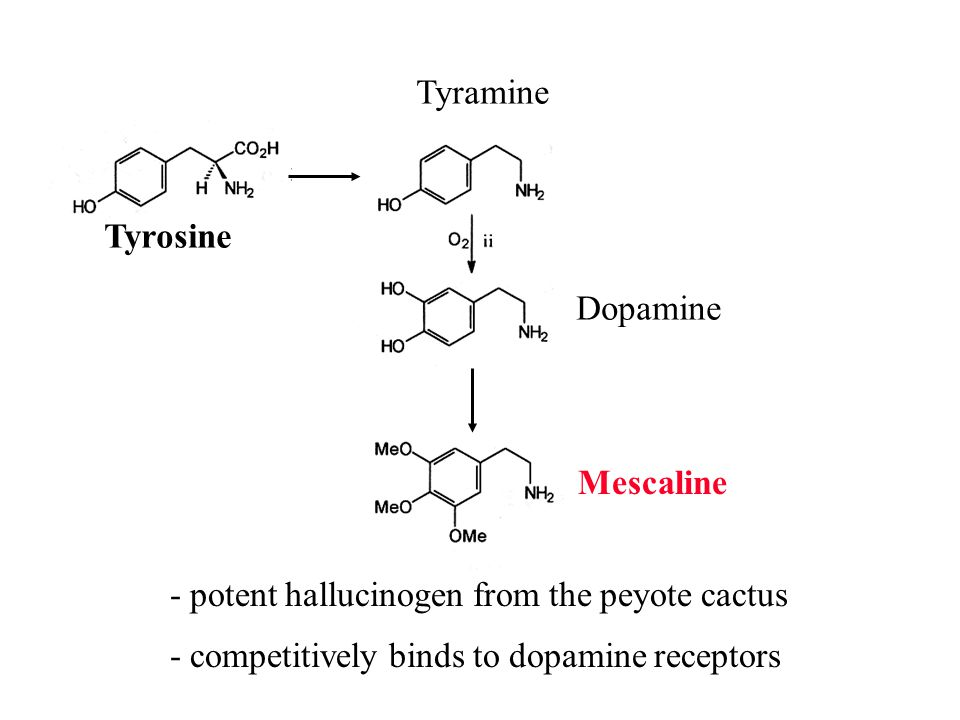 Tyramine
CO₂H
H NH₂
HO
Tyrosine
NH₂
HO
O₂ ii
HO
HO
NH₂
Dopamine
MeO
MeO
NH₂
OMe
Mescaline
- potent hallucinogen from the peyote cactus
- competitively binds to dopamine receptors